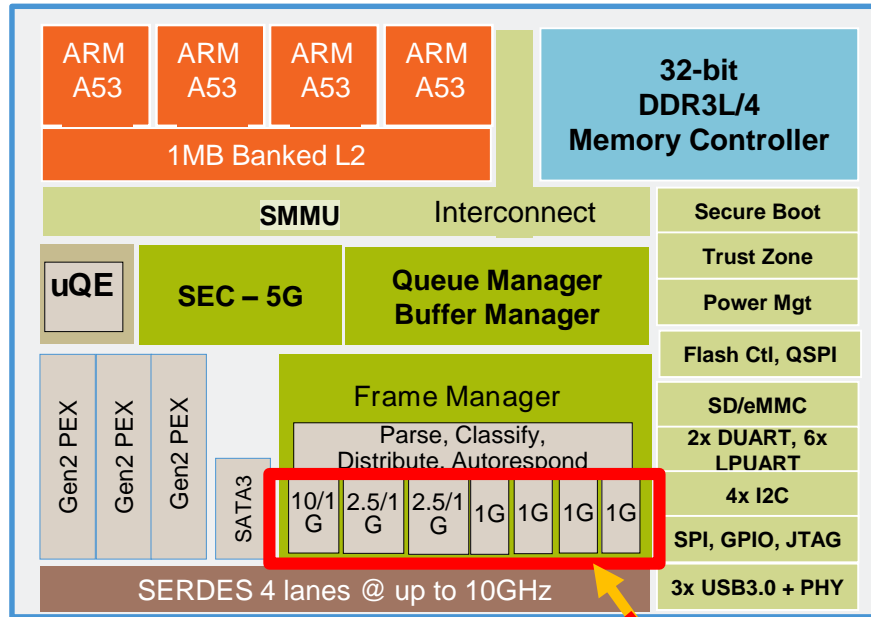 ARM
A53
ARM
A53
ARM
A53
ARM
A53
1MB Banked L2
32-bit
DDR3L/4
Memory Controller
SMMU
Interconnect
Secure Boot
Trust Zone
Power Mgt
Flash Ctl, QSPI
SD/eMMC
2x DUART, 6x
LPUART
4x I2C
SPI, GPIO, JTAG
3x USB3.0 + PHY
uQE
SEC – 5G
Queue Manager
Buffer Manager
Gen2 PEX
Gen2 PEX
Gen2 PEX
SATA3
Frame Manager
Parse, Classify,
Distribute, Autorespond
10/1
G
2.5/1
G
2.5/1
G
1G
1G
1G
1G
SERDES 4 lanes @ up to 10GHz